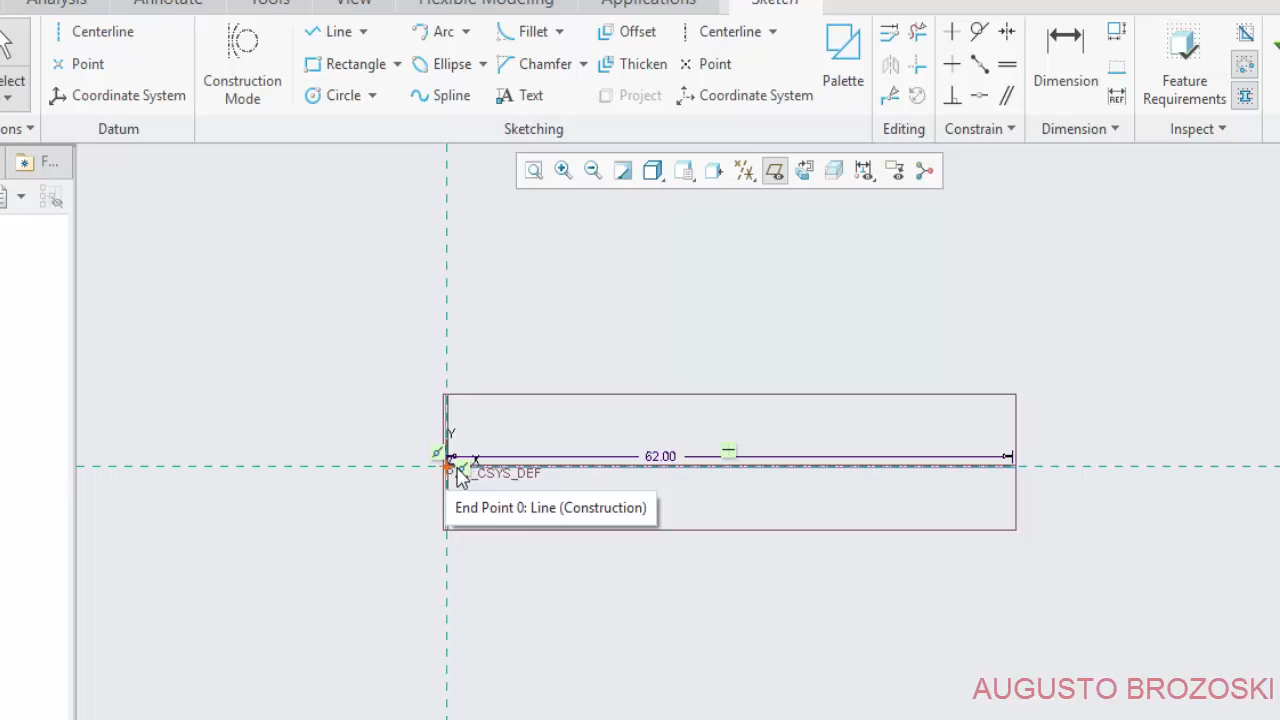 Analysis Annotate Tools View Flexible Modeling Applications Sketch
Centerline Line Arc Fillet Offset Centerline
Point Construction Mode Rectangle Ellipse Chamfer Thicken Point Palette Dimension Feature Requirements
Coordinate System Circle Spline Text Project Coordinate System REF
Datum Sketching Editing Constrain Dimension Inspect
F...
Y
62.00
X
_CSYS_DEF
End Point 0: Line (Construction)
AUGUSTO BROZOSKI